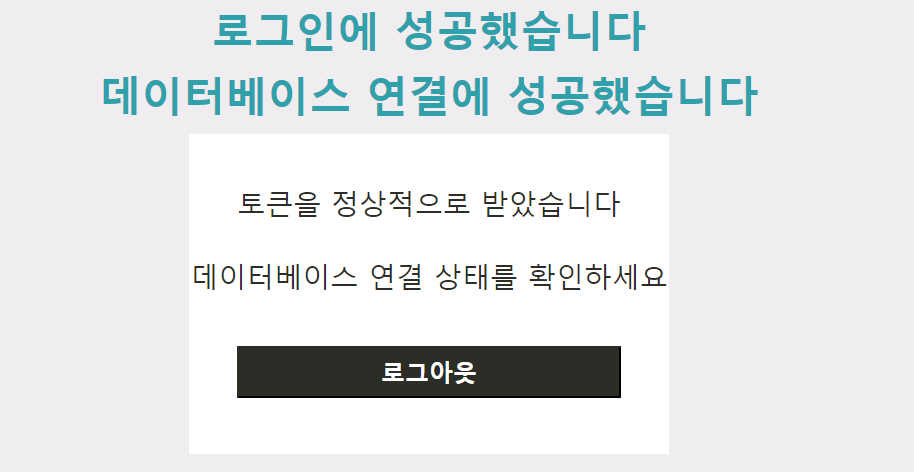 로그인에 성공했습니다
데이터베이스 연결에 성공했습니다
토큰을 정상적으로 받았습니다
데이터베이스 연결 상태를 확인하세요
로그아웃